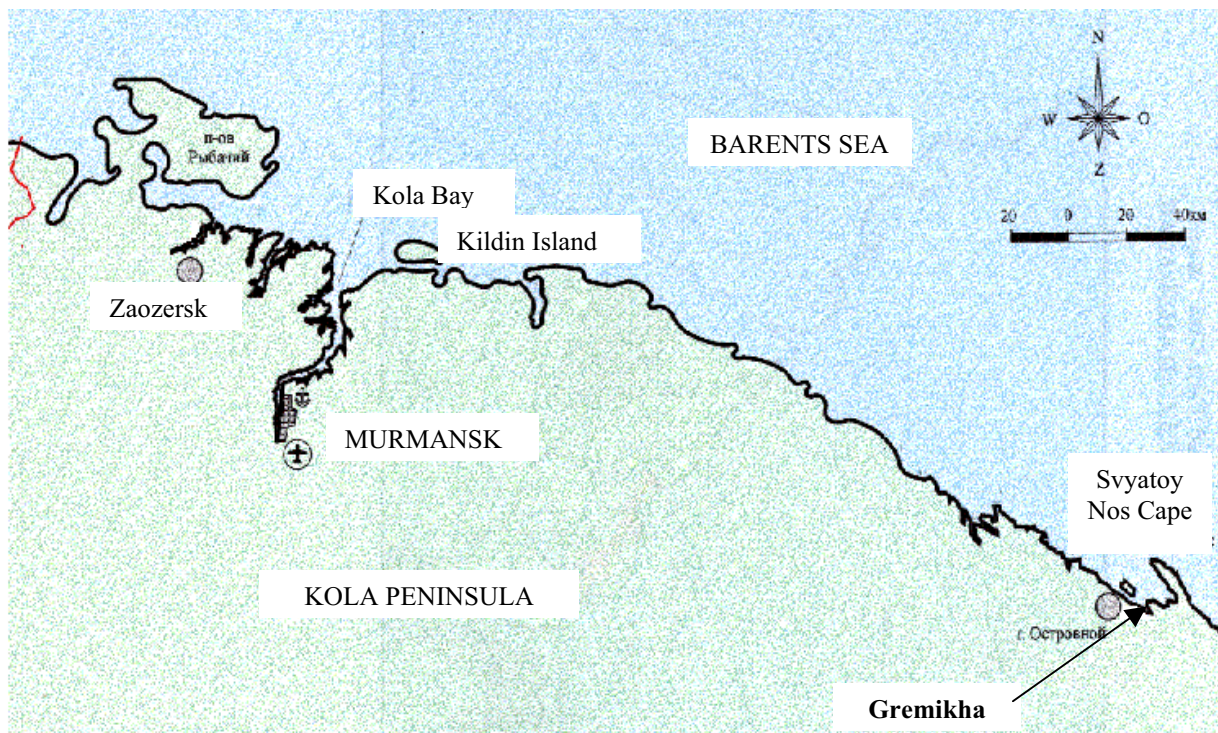 N
W
O
Z
п-ов
Рыбачий
BARENTS SEA
Kola Bay
Kildin Island
20 0 20 40км
Zaozersk
MURMANSK
Svyatoy
Nos Cape
KOLA PENINSULA
г. Островной
Gremikha